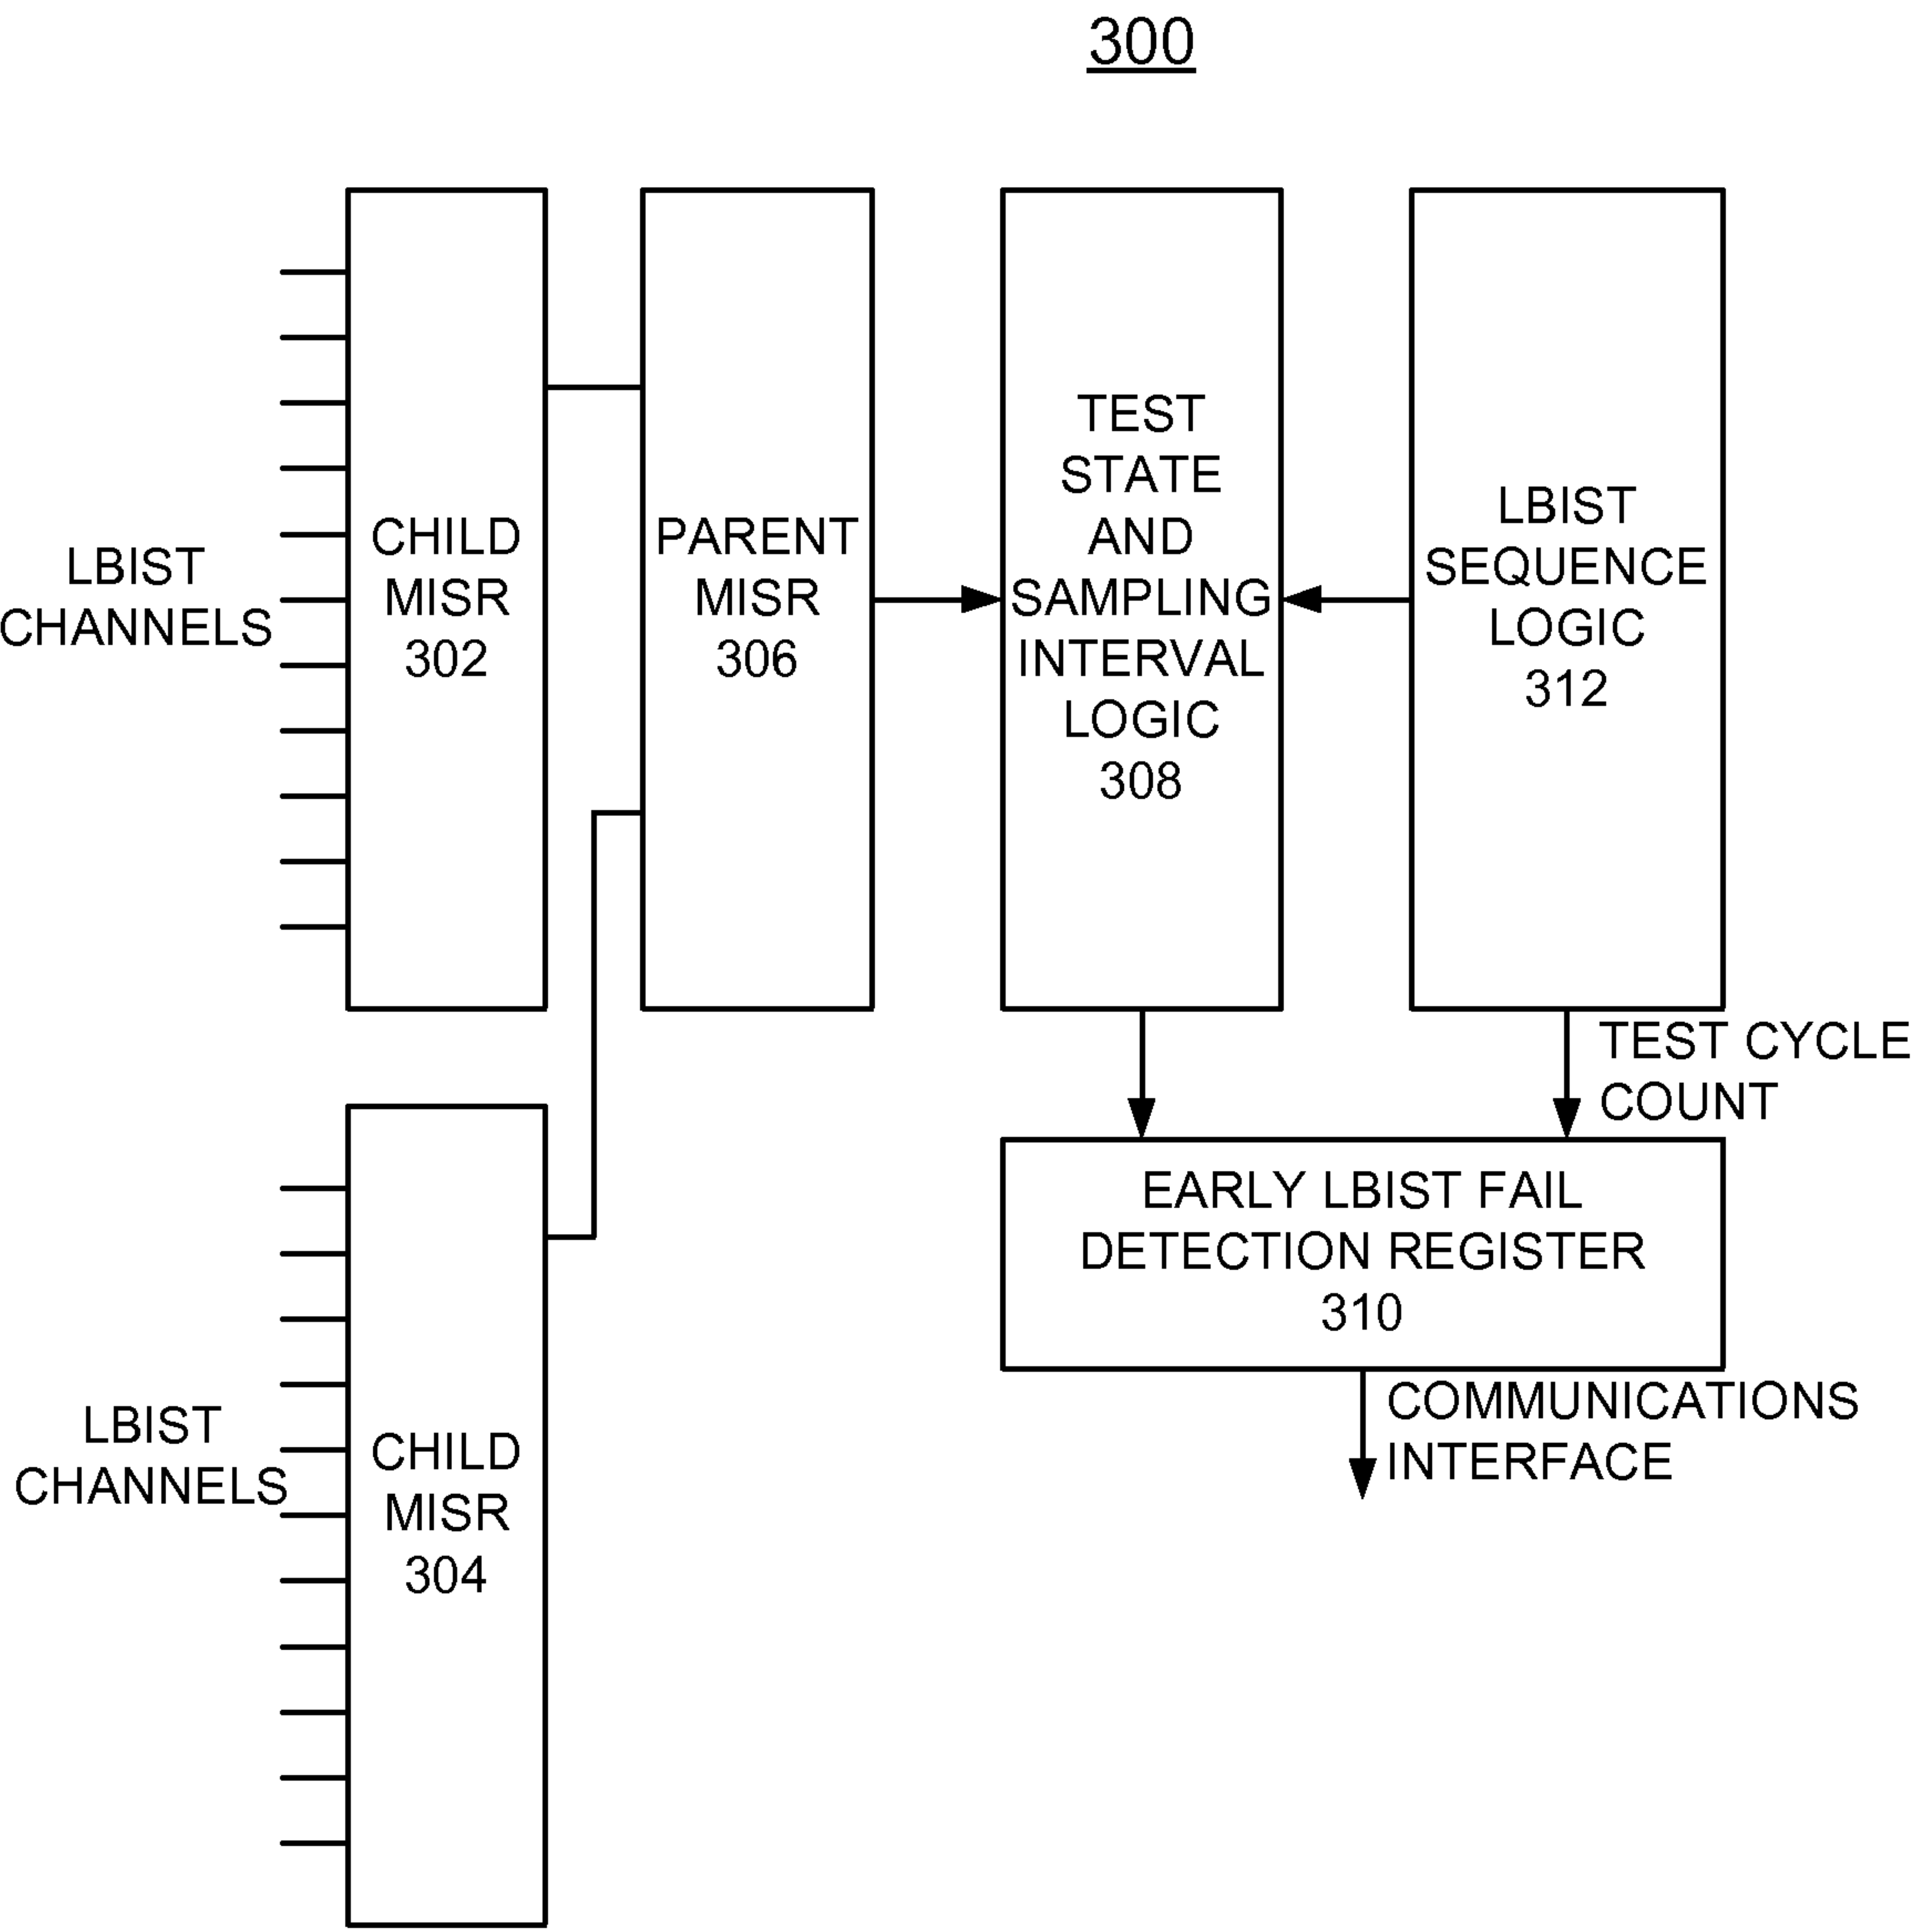 300
LBIST
CHANNELS
CHILD
MISR
302
PARENT
MISR
306
TEST
STATE
AND
SAMPLING
INTERVAL
LOGIC
308
LBIST
SEQUENCE
LOGIC
312
TEST CYCLE
COUNT
EARLY LBIST FAIL
DETECTION REGISTER
310
COMMUNICATIONS
INTERFACE
LBIST
CHANNELS
CHILD
MISR
304